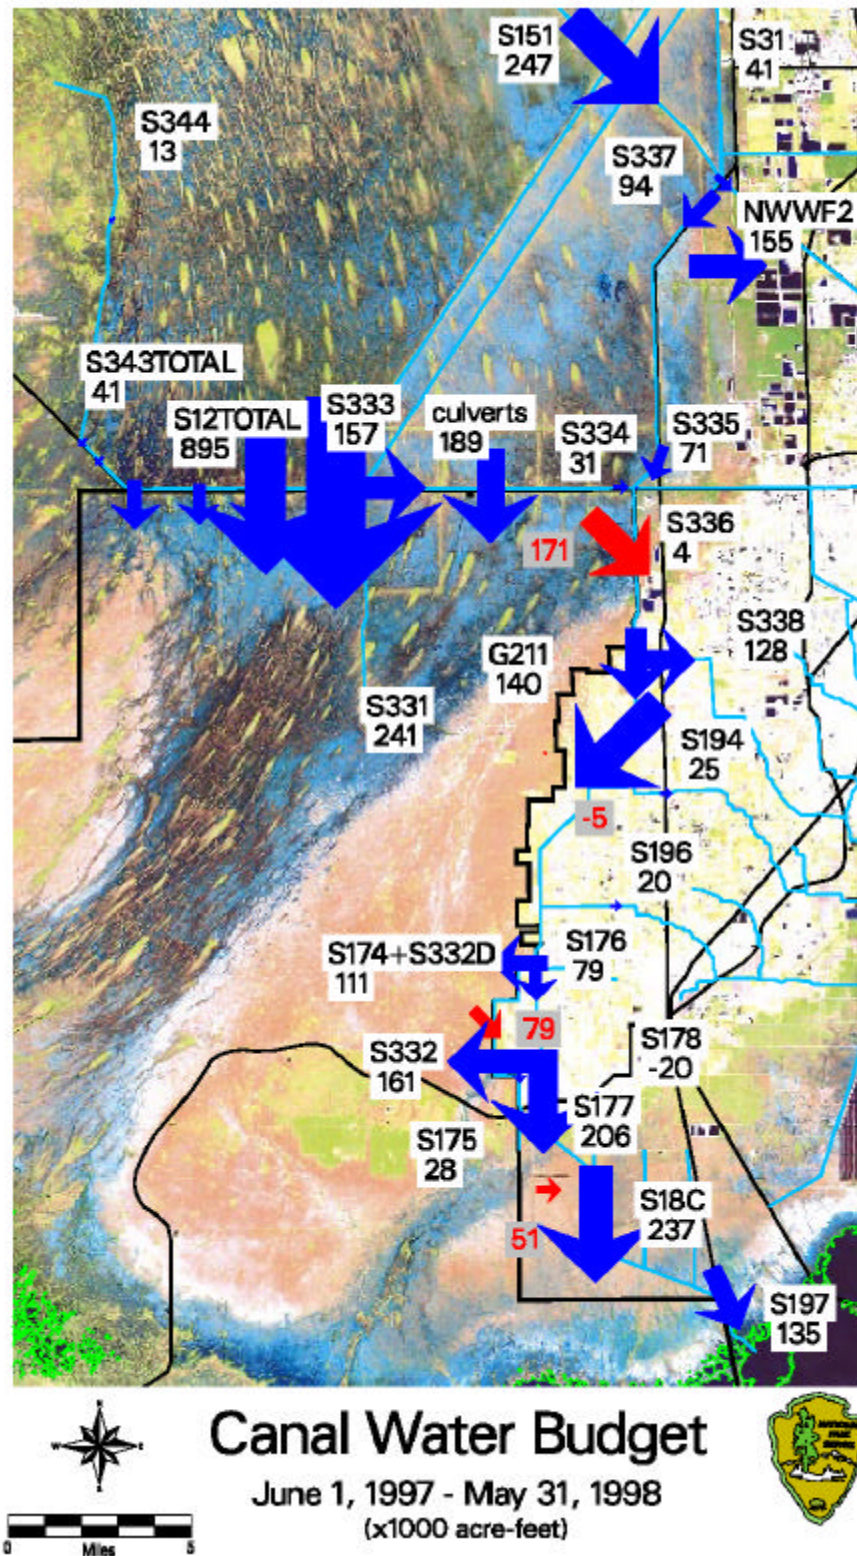 S151
247
S31
41
S344
13
S337
94
NWWF2
155
S343TOTAL
41
S12TOTAL
895
S333
157
culverts
189
S334
31
S335
71
171
S336
4
S338
128
G211
140
S331
241
S194
25
-5
S196
20
S174+S332D
111
S176
79
79
S178
-20
S332
161
S177
206
S175
28
S18C
237
51
S197
135
N
W
E
S
Canal Water Budget
June 1, 1997 - May 31, 1998
(x1000 acre-feet)
0 Miles 5
NATIONAL
PARK
SERVICE